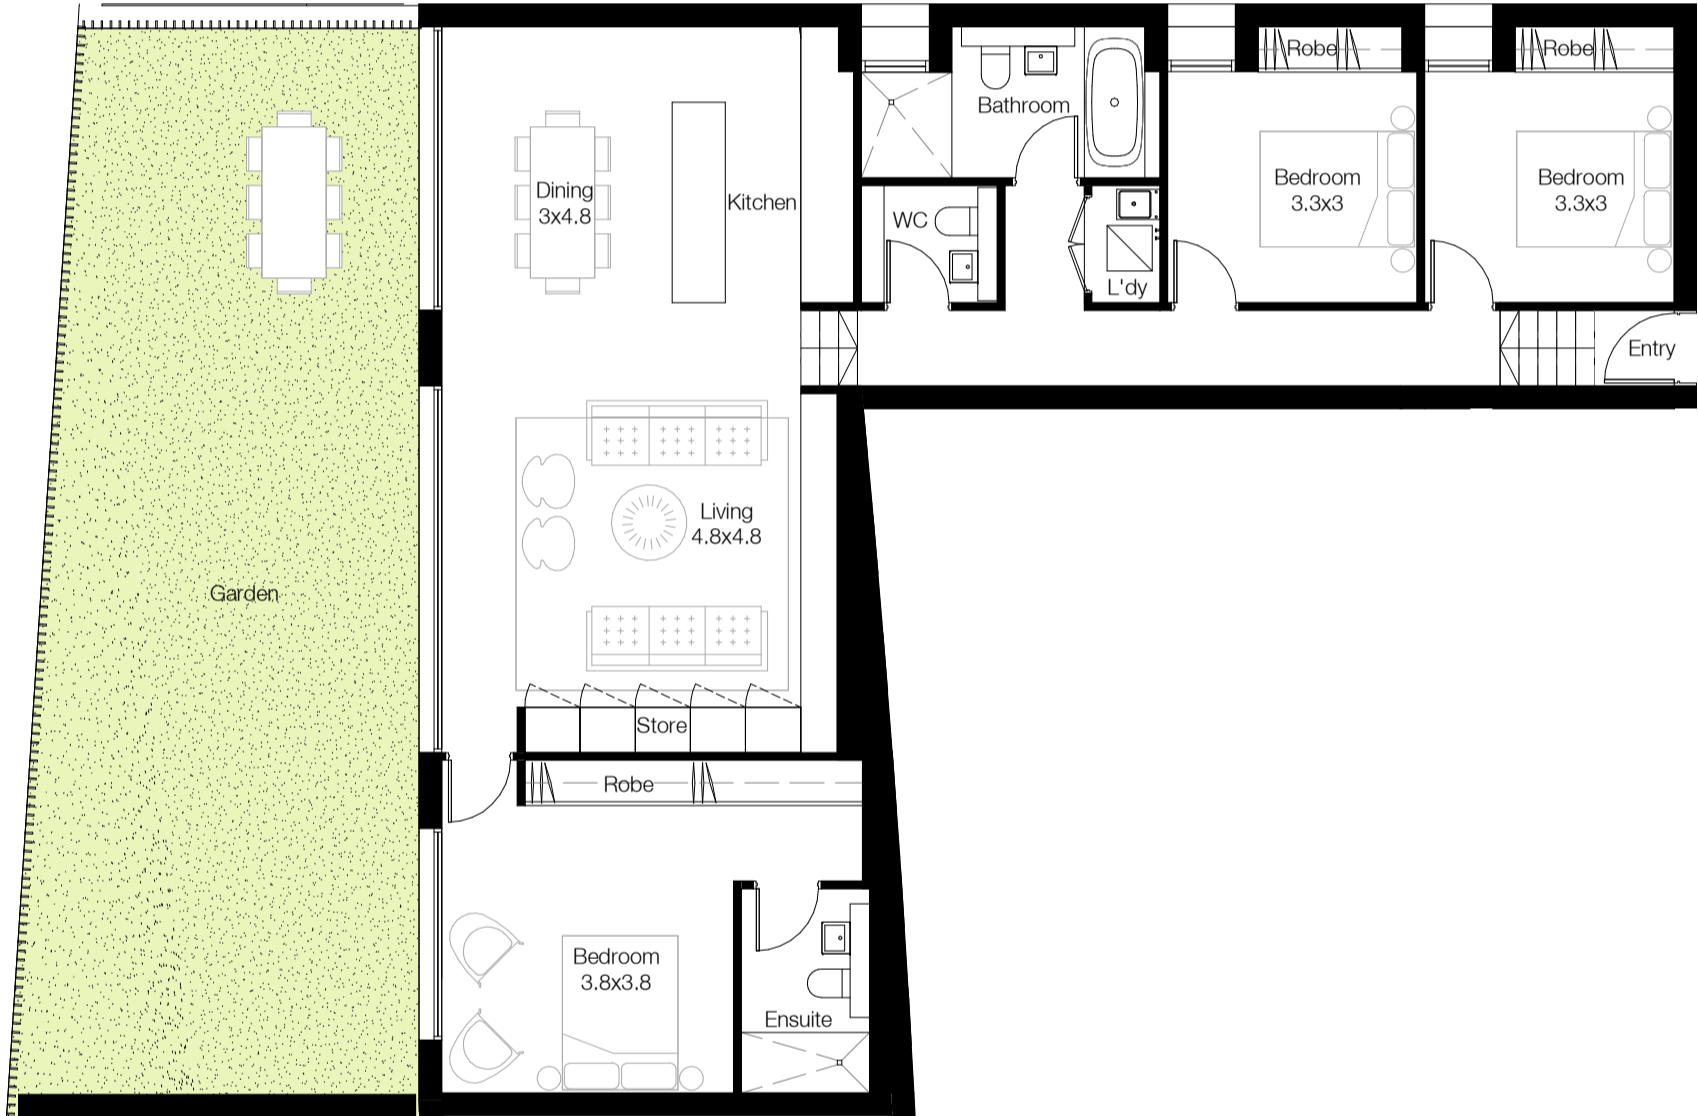 Robe
Robe
Bathroom
Bedroom
3.3x3
Bedroom
3.3x3
Dining
3x4.8
Kitchen
WC
L'dy
Entry
Living
4.8x4.8
Garden
Store
Robe
Bedroom
3.8x3.8
Ensuite